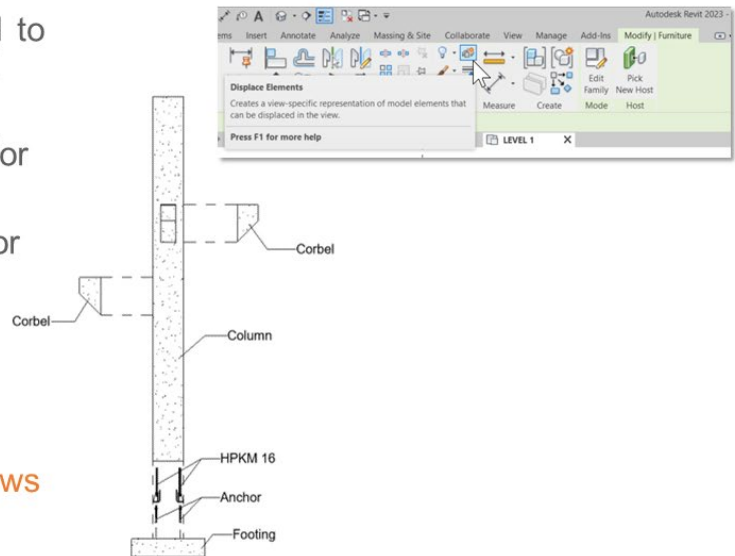 to
or
or
ws
Autodesk Revit 2023 -
Insert Annotate Analyze Massing & Site Collaborate View Manage Add-Ins Modify | Furniture
Edit Family
Pick New Host
Measure Create Mode Host
Displace Elements
Creates a view-specific representation of model elements that
can be displaced in the view.
Press F1 for more help
LEVEL 1 X
Corbel
Corbel
Column
HPKM 16
Anchor
Footing